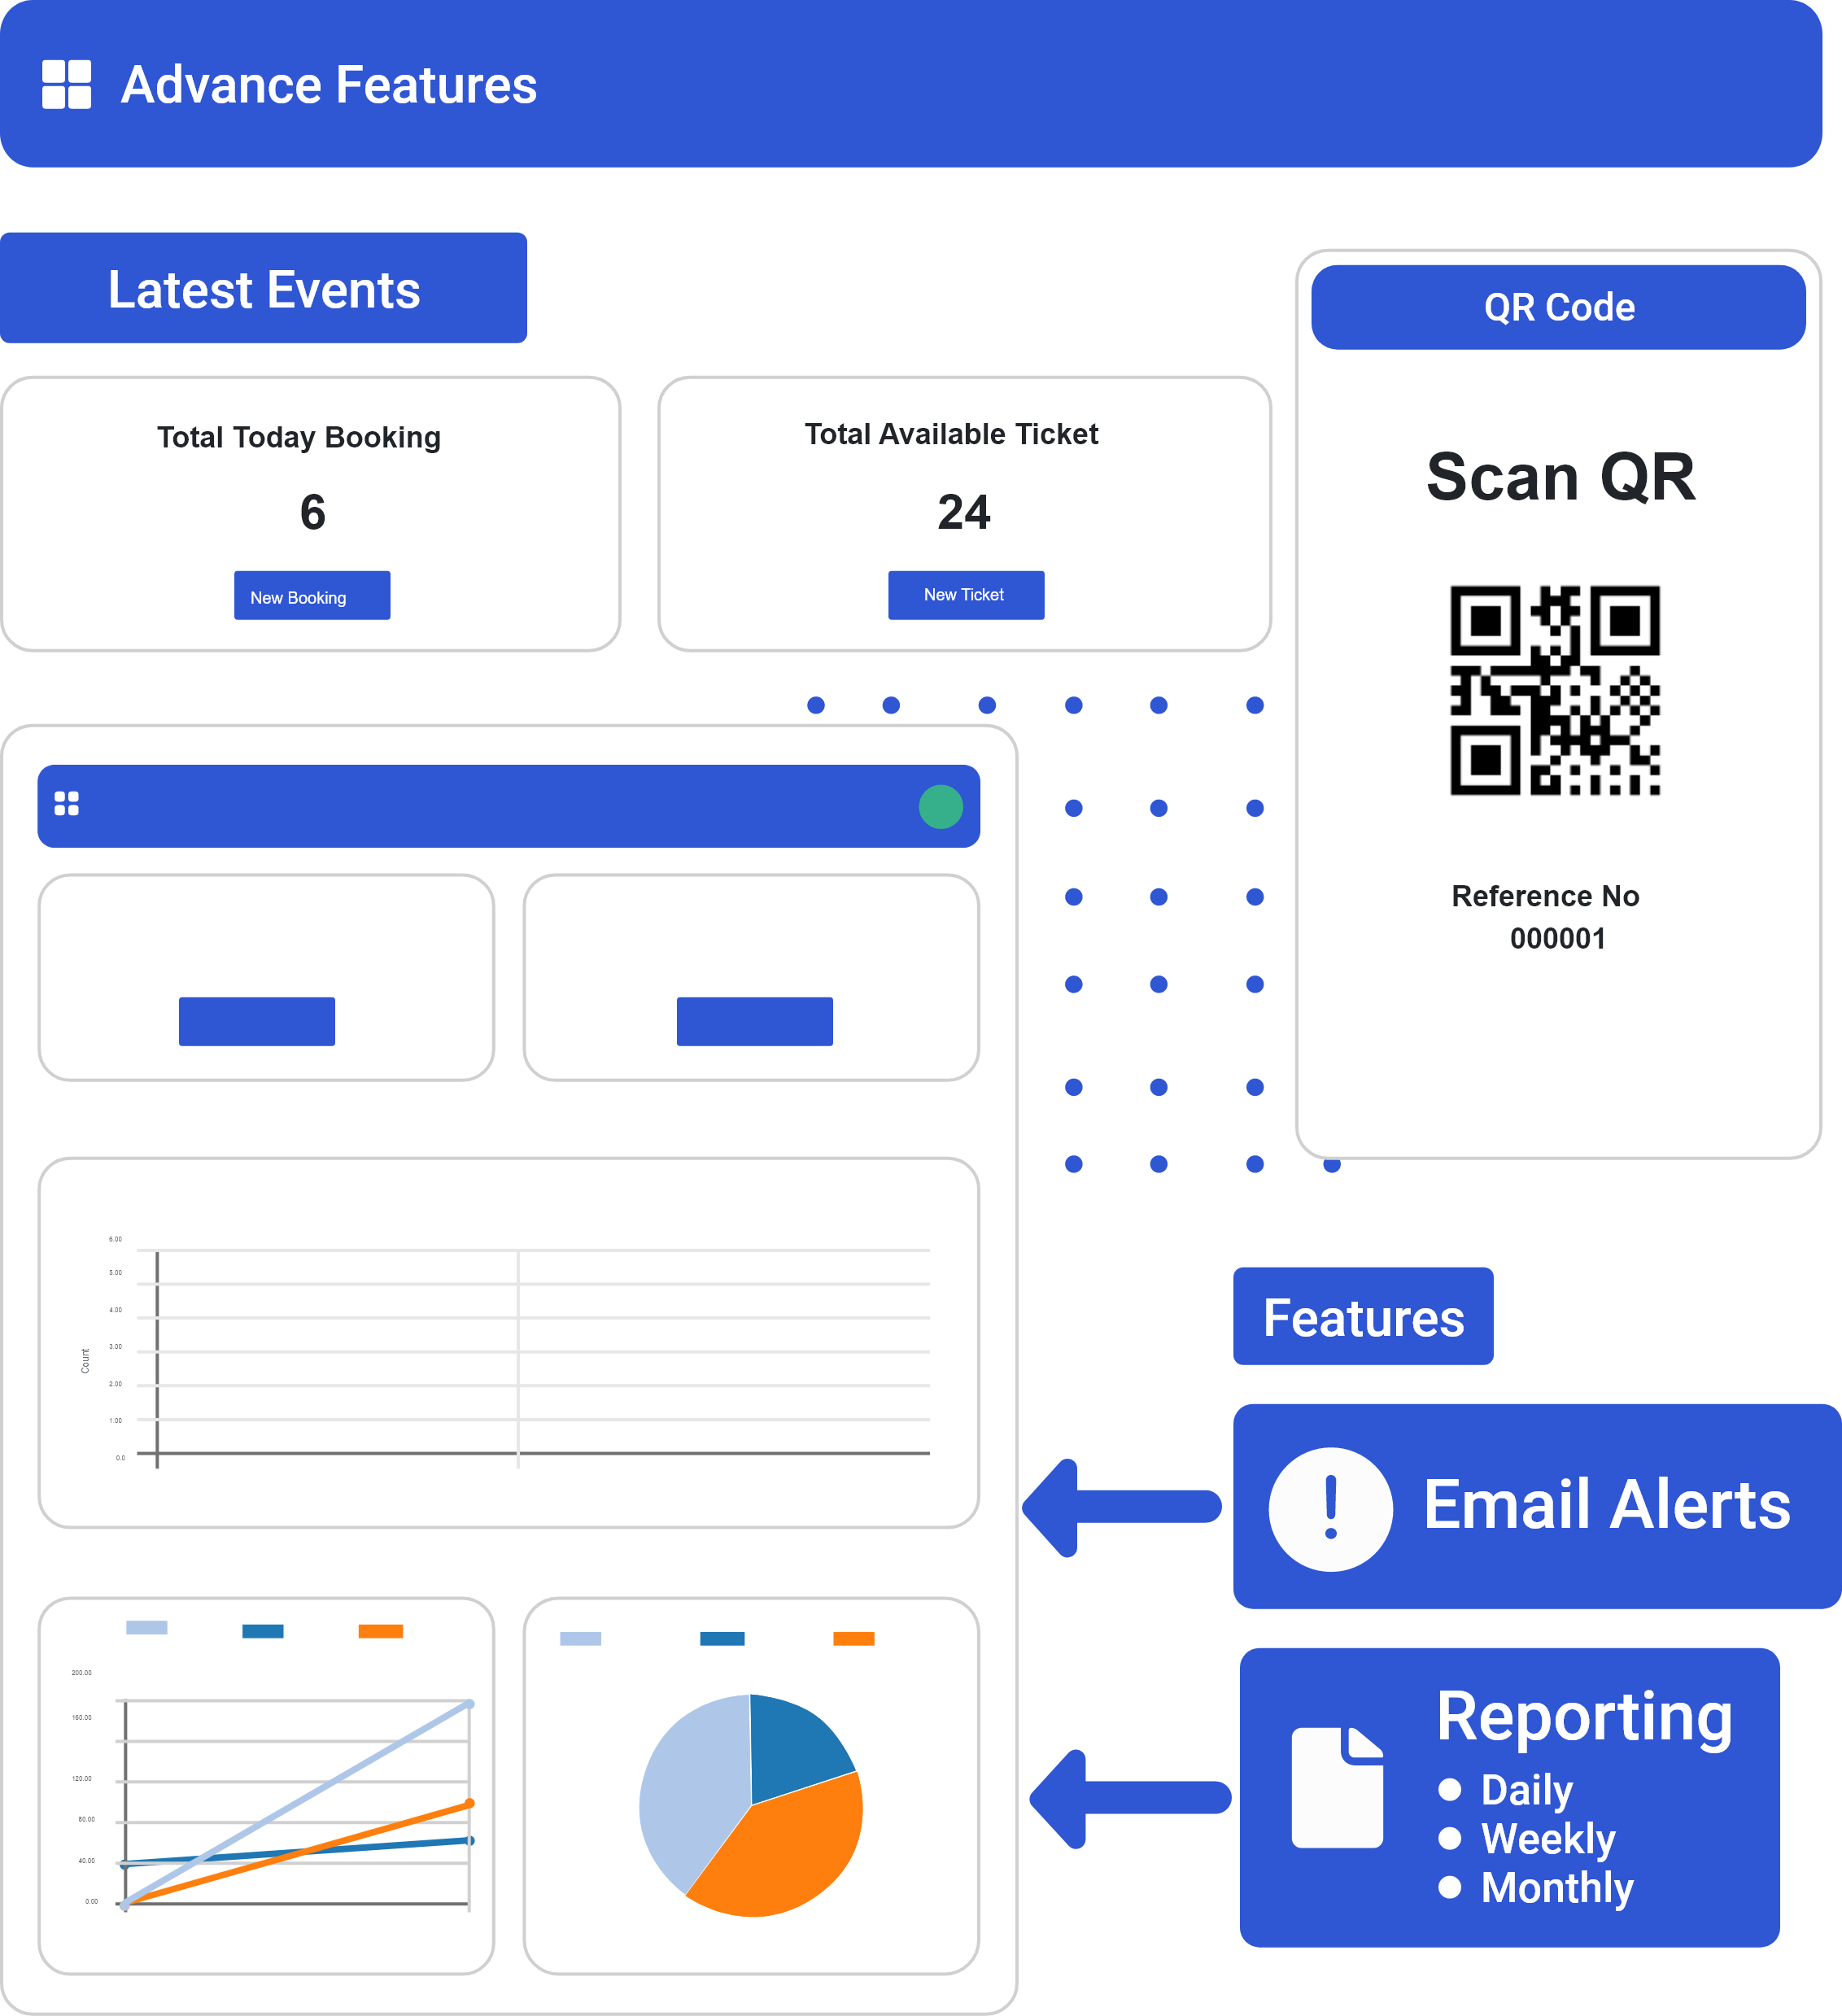 Advance Features
Latest Events
QR Code
Total Today Booking
6
New Booking
Total Available Ticket
24
New Ticket
Scan QR
Reference No
000001
6.00
5.00
4.00
3.00
2.00
1.00
0.0
Count
Features
Email Alerts
200.00
160.00
120.00
80.00
40.00
0.00
Reporting
Daily
Weekly
Monthly